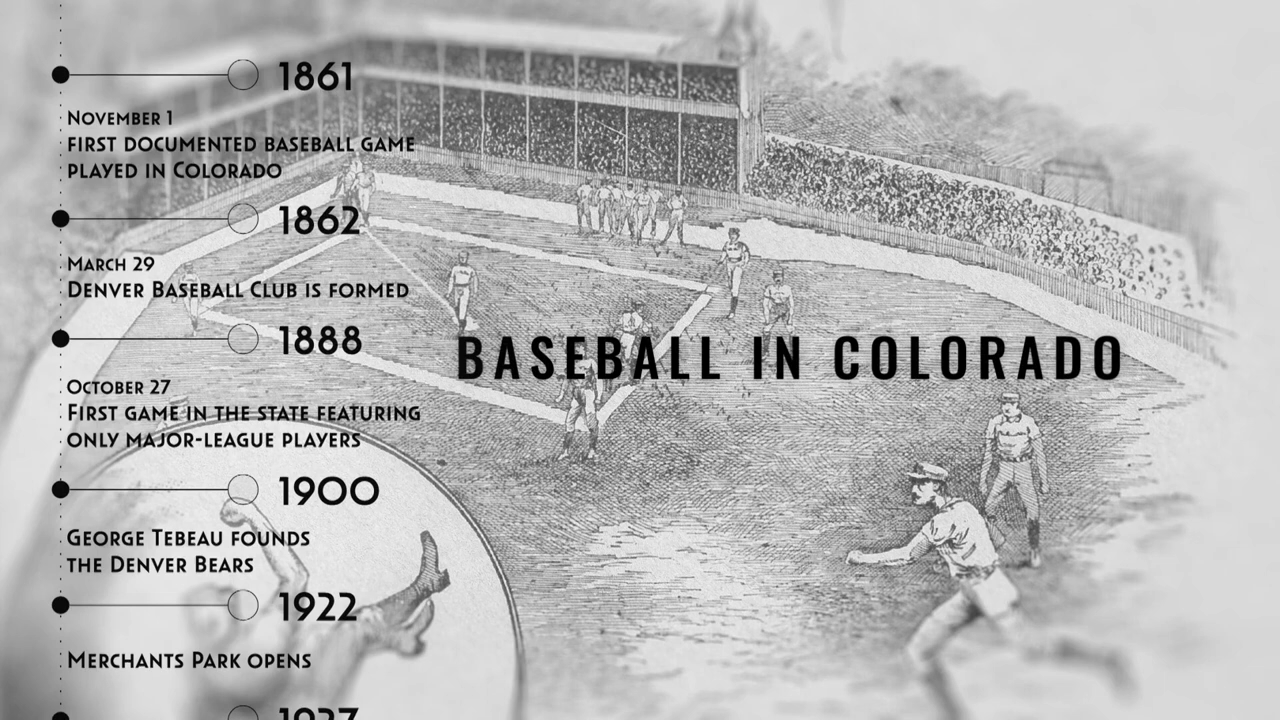 1861
November 1
First documented baseball game
played in Colorado
1862
March 29
Denver Baseball Club is formed
1888
October 27
First game in the state featuring
only major-league players
1900
George Tebeau founds
the Denver Bears
1922
Merchants Park opens
1937
BASEBALL IN COLORADO